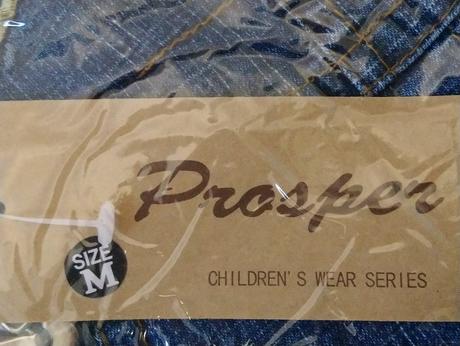 Prosper
SIZE
M
CHILDREN'S WEAR SERIES